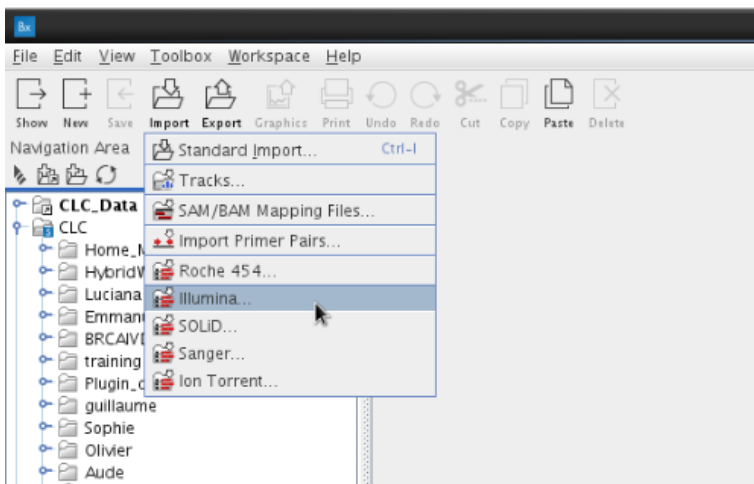 Bx
File Edit View Toolbox Workspace Help
Show New Save Import Export Graphics Print Undo Redo Cut Copy Paste Delete
Navigation Area
Standard Import... Ctrl-I
Tracks...
CLC_Data
SAM/BAM Mapping Files...
CLC
Import Primer Pairs...
Home_
Roche 454...
Hybrid
Illumina...
Luciana
SOLiD...
Emman
Sanger...
BRCAIV
training
Ion Torrent...
Plugin_
guillaume
Sophie
Olivier
Aude